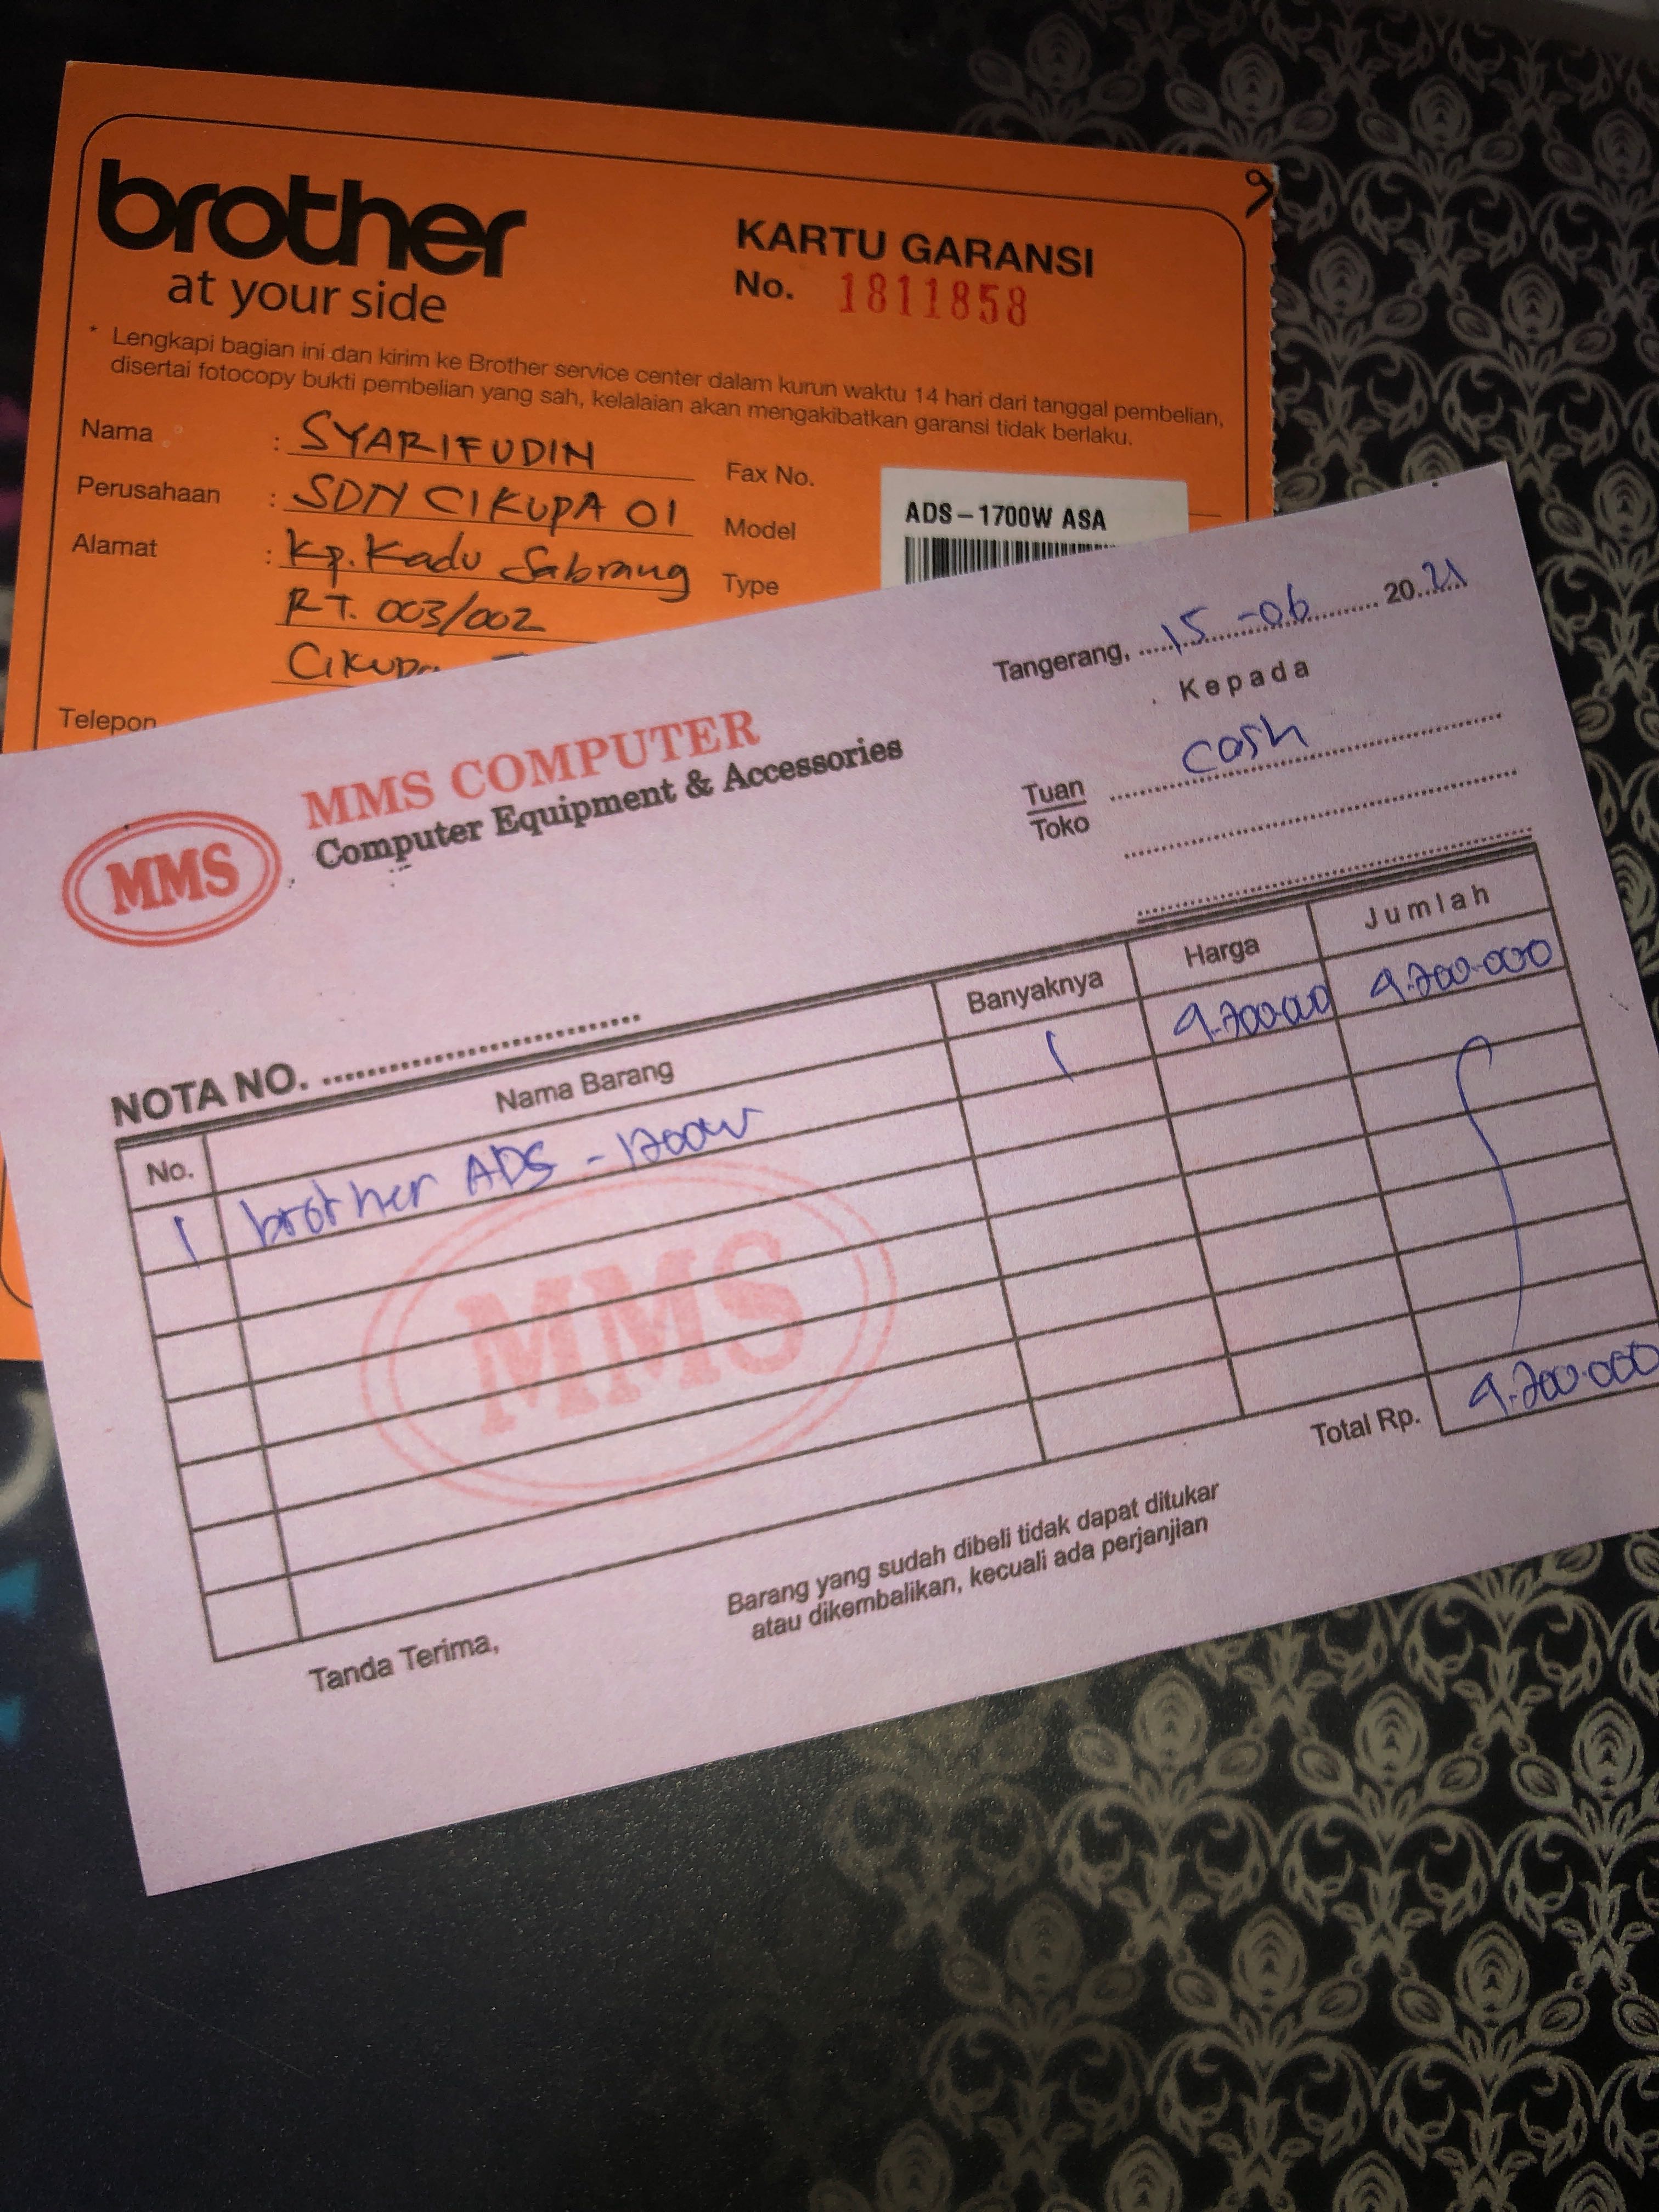 brother
at your side
KARTU GARANSI
No. 1811858
* Lengkapi bagian ini dan kirim ke Brother service center dalam kurun waktu 14 hari dari tanggal pembelian,
disertai fotocopy bukti pembelian yang sah, kelalaian akan mengakibatkan garansi tidak berlaku.
Nama : SYARIFUDIN
Perusahaan : SDN CIKUPA 01
Alamat : Kp. Kadu Sabrang
RT. 003/002
Cikupa
Telepon
Fax No.
Model
Type
ADS-1700W ASA
MMS
MMS COMPUTER
Computer Equipment & Accessories
Tangerang, 15-06 2021
Kepada
Tuan
Toko
cash
NOTA NO.
No. Nama Barang Banyaknya Harga Jumlah
1 brother ADS - 1700W 1 9.700.000
MMS
Total Rp. 9.700.000
Tanda Terima,
Barang yang sudah dibeli tidak dapat ditukar
atau dikembalikan, kecuali ada perjanjian